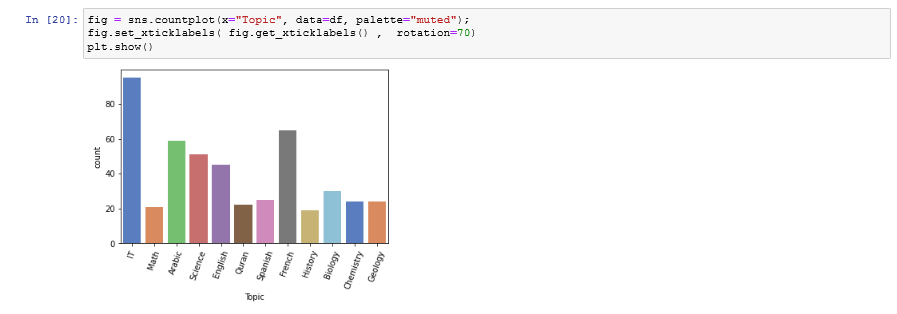 In [20]: fig = sns.countplot(x="Topic", data=df, palette="muted");
fig.set_xticklabels( fig.get_xticklabels() ,  rotation=70)
plt.show()
80
60
40
20
0
count
IT
Math
Arabic
Science
English
Quran
Spanish
French
History
Biology
Chemistry
Geology
Topic